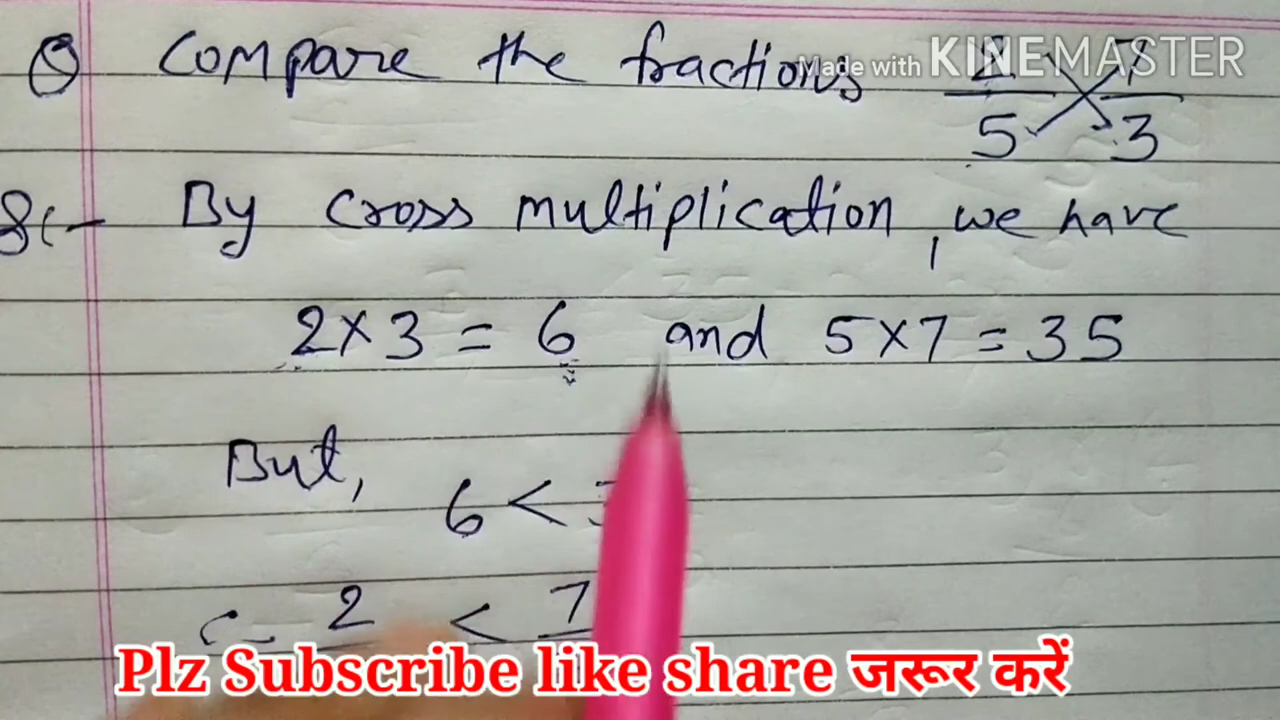 Q Compare the fractions 2/5 7/3
Made with KINEMASTER
By cross multiplication, we have
2×3 = 6 and 5×7 = 35
But,
6 <
2 < 7
Plz Subscribe like share जरूर करें